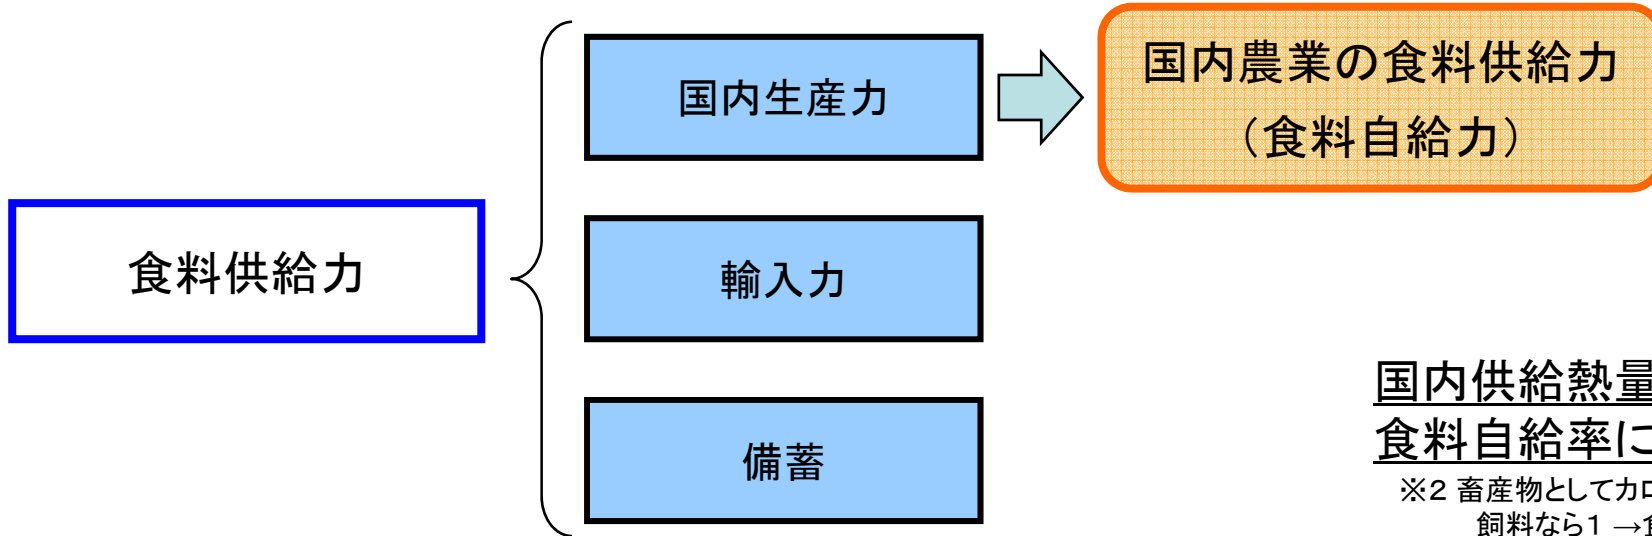 国内生産力
国内農業の食料供給力
（食料自給力）
食料供給力
輸入力
備蓄
国内供給熱量
食料自給率に
※2 畜産物としてカロ
飼料なら1 →食